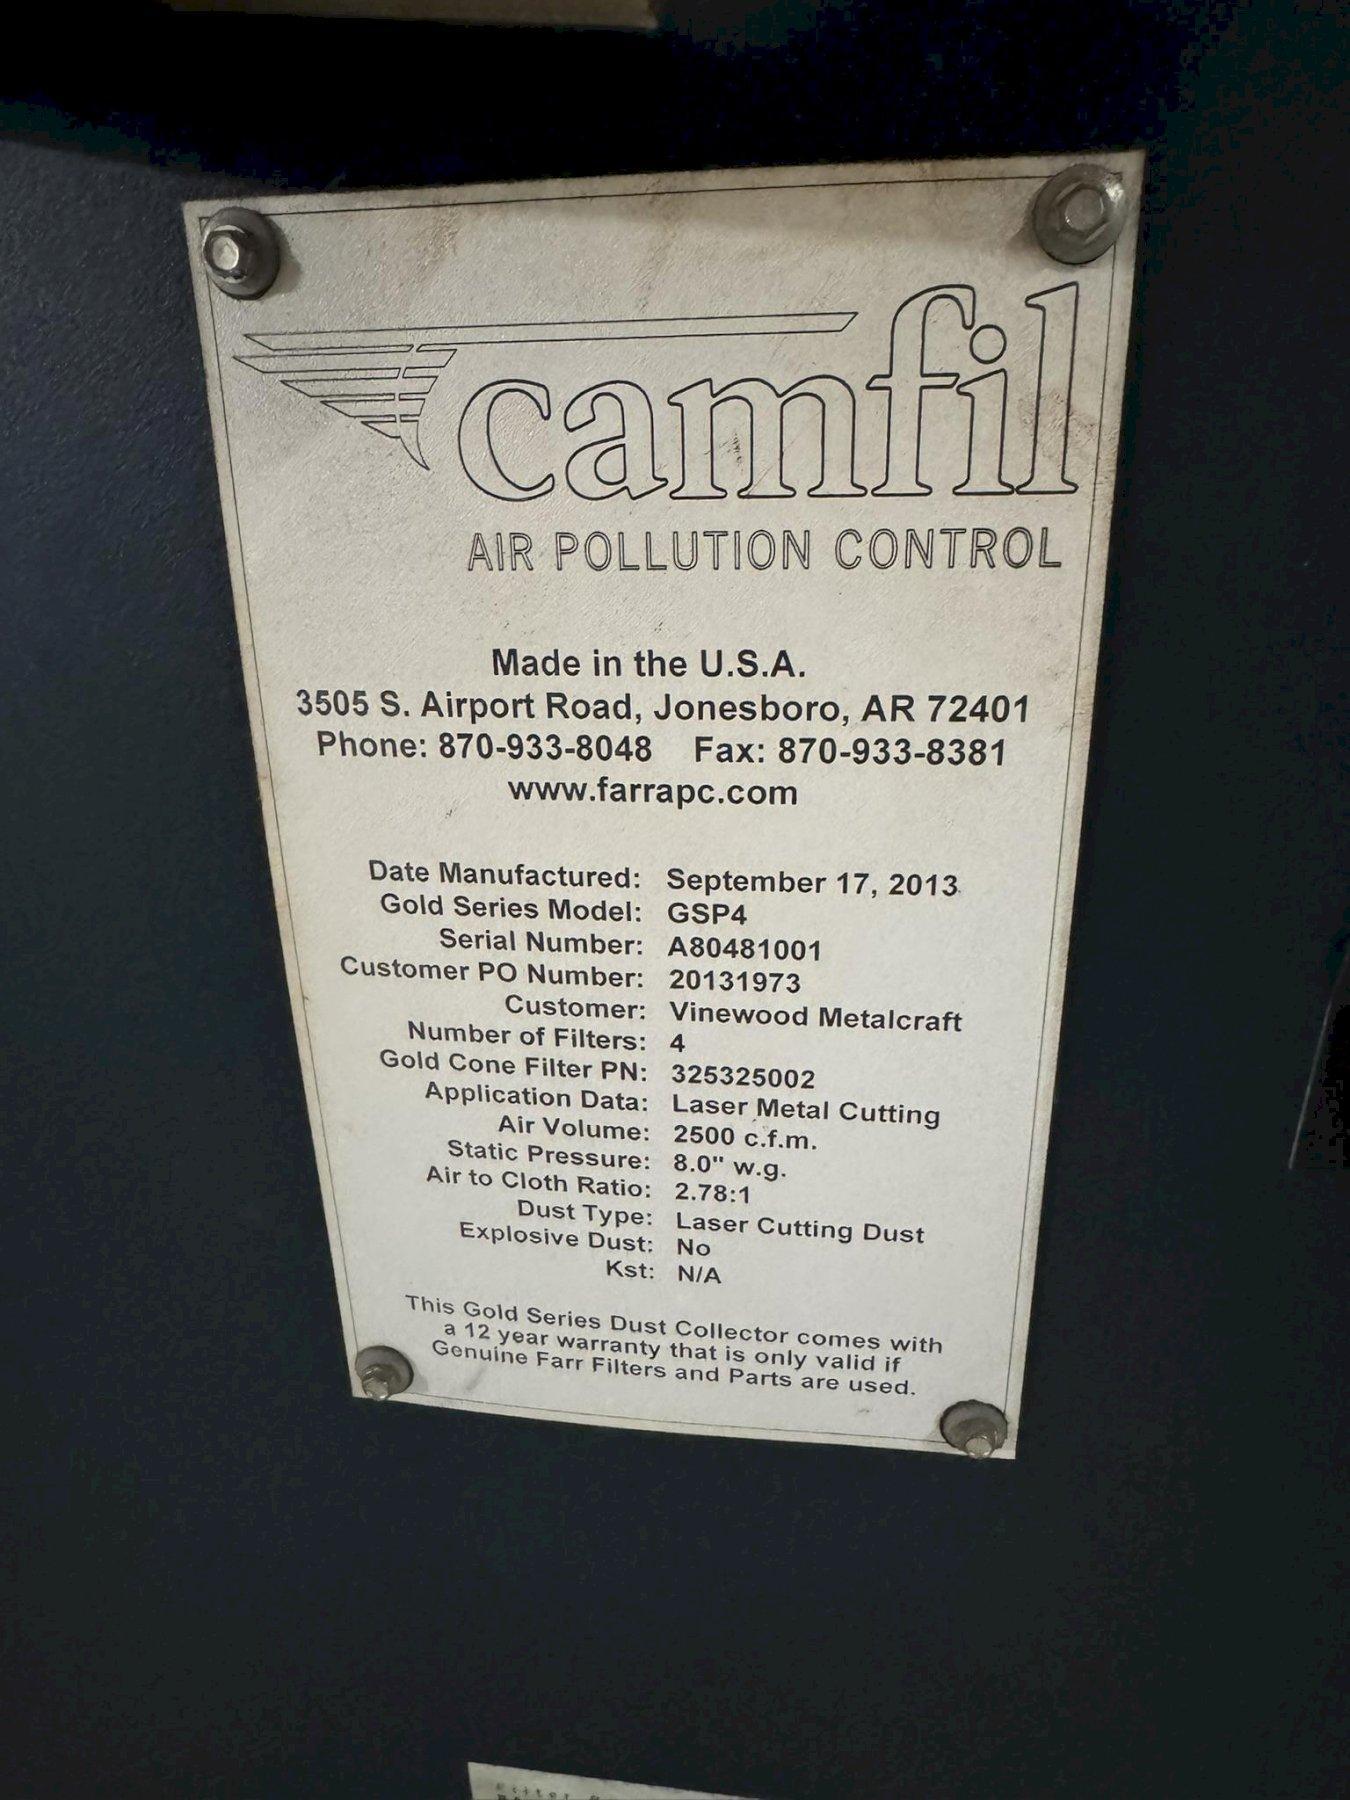 camfil
AIR POLLUTION CONTROL
Made in the U.S.A.
3505 S. Airport Road, Jonesboro, AR 72401
Phone: 870-933-8048 Fax: 870-933-8381
www.farrapc.com
Date Manufactured: September 17, 2013
Gold Series Model: GSP4
Serial Number: A80481001
Customer PO Number: 20131973
Customer: Vinewood Metalcraft
Number of Filters: 4
Gold Cone Filter PN: 325325002
Application Data: Laser Metal Cutting
Air Volume: 2500 c.f.m.
Static Pressure: 8.0" w.g.
Air to Cloth Ratio: 2.78:1
Dust Type: Laser Cutting Dust
Explosive Dust: No
Kst: N/A
This Gold Series Dust Collector comes with
a 12 year warranty that is only valid if
Genuine Farr Filters and Parts are used.